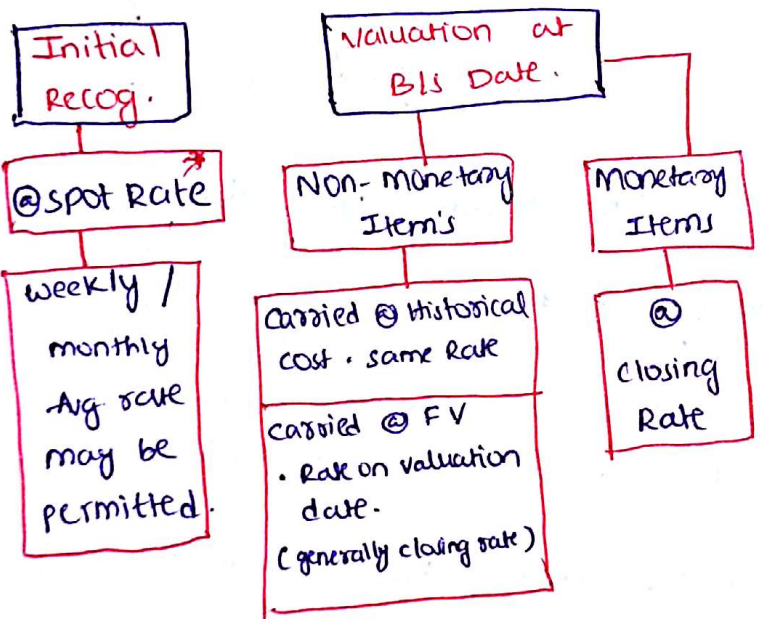 Initial
Recog.
@ spot Rate
weekly /
monthly
Avg rate
may be
permitted.
Valuation at
B/s Date.
Non-monetary
Item's
carried @ Historical
cost. same Rate
carried @ FV
. Rate on valuation
date.
(generally closing rate)
Monetary
Items
@
closing
Rate